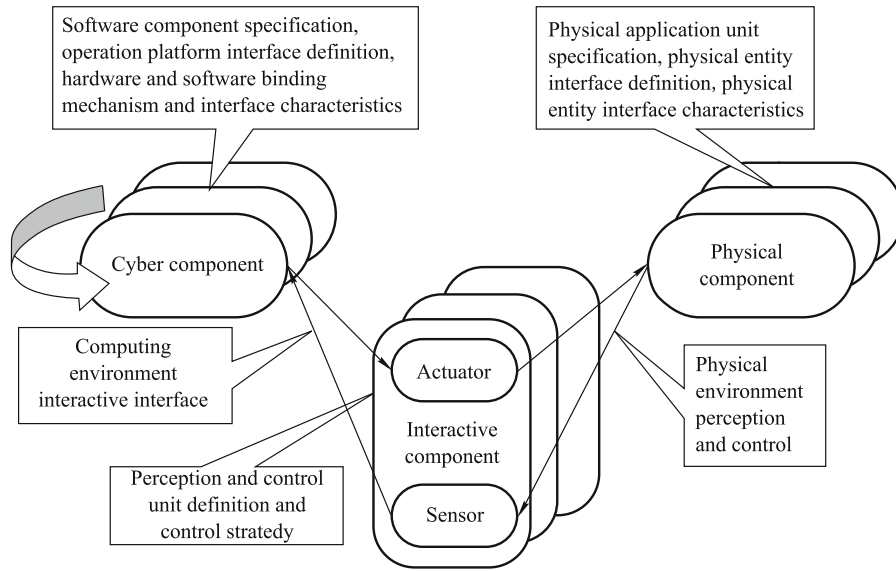 Software component specification,
operation platform interface definition,
hardware and software binding
mechanism and interface characteristics
Physical application unit
specification, physical entity
interface definition, physical
entity interface characteristics
Cyber component
Physical
component
Computing
environment
interactive interface
Actuator
Interactive
component
Sensor
Physical
environment
perception
and control
Perception and control
unit definition and
control stratedy